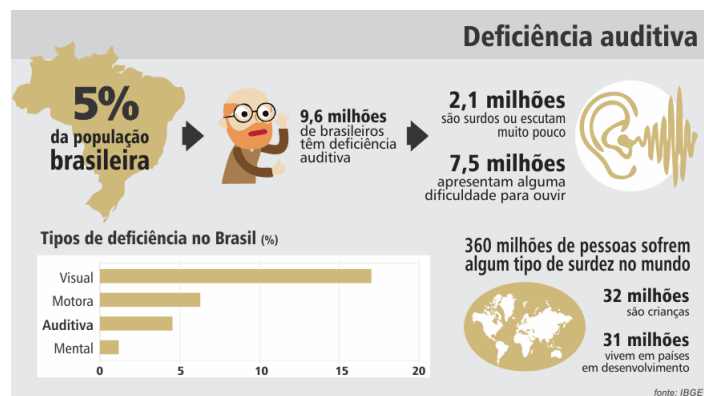 Deficiência auditiva
5%
da população
brasileira
9,6 milhões
de brasileiros
têm deficiência
auditiva
2,1 milhões
são surdos ou escutam
muito pouco
7,5 milhões
apresentam alguma
dificuldade para ouvir
Tipos de deficiência no Brasil (%)
Visual
Motora
Auditiva
Mental
0 5 10 15 20
360 milhões de pessoas sofrem
algum tipo de surdez no mundo
32 milhões
são crianças
31 milhões
vivem em países
em desenvolvimento
fonte: IBGE